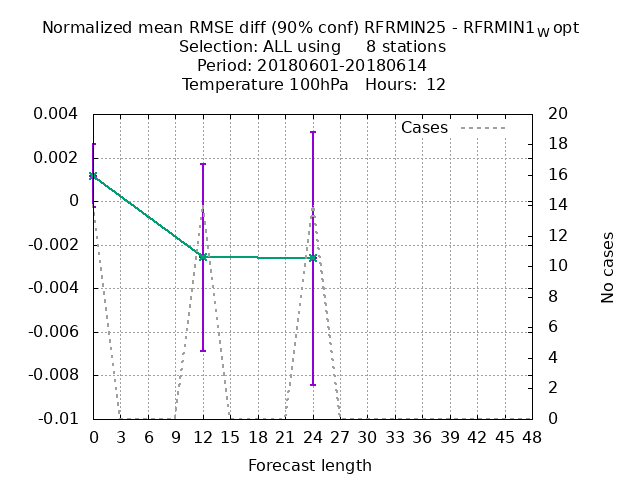 Normalized mean RMSE diff (90% conf) RFRMIN25 - RFRMIN1w opt
Selection: ALL using 8 stations
Period: 20180601-20180614
Temperature 100hPa Hours: 12
Cases
0.004
0.002
0
-0.002
-0.004
-0.006
-0.008
-0.01
20
18
16
14
12
10
8
6
4
2
0
No cases
0 3 6 9 12 15 18 21 24 27 30 33 36 39 42 45 48
Forecast length